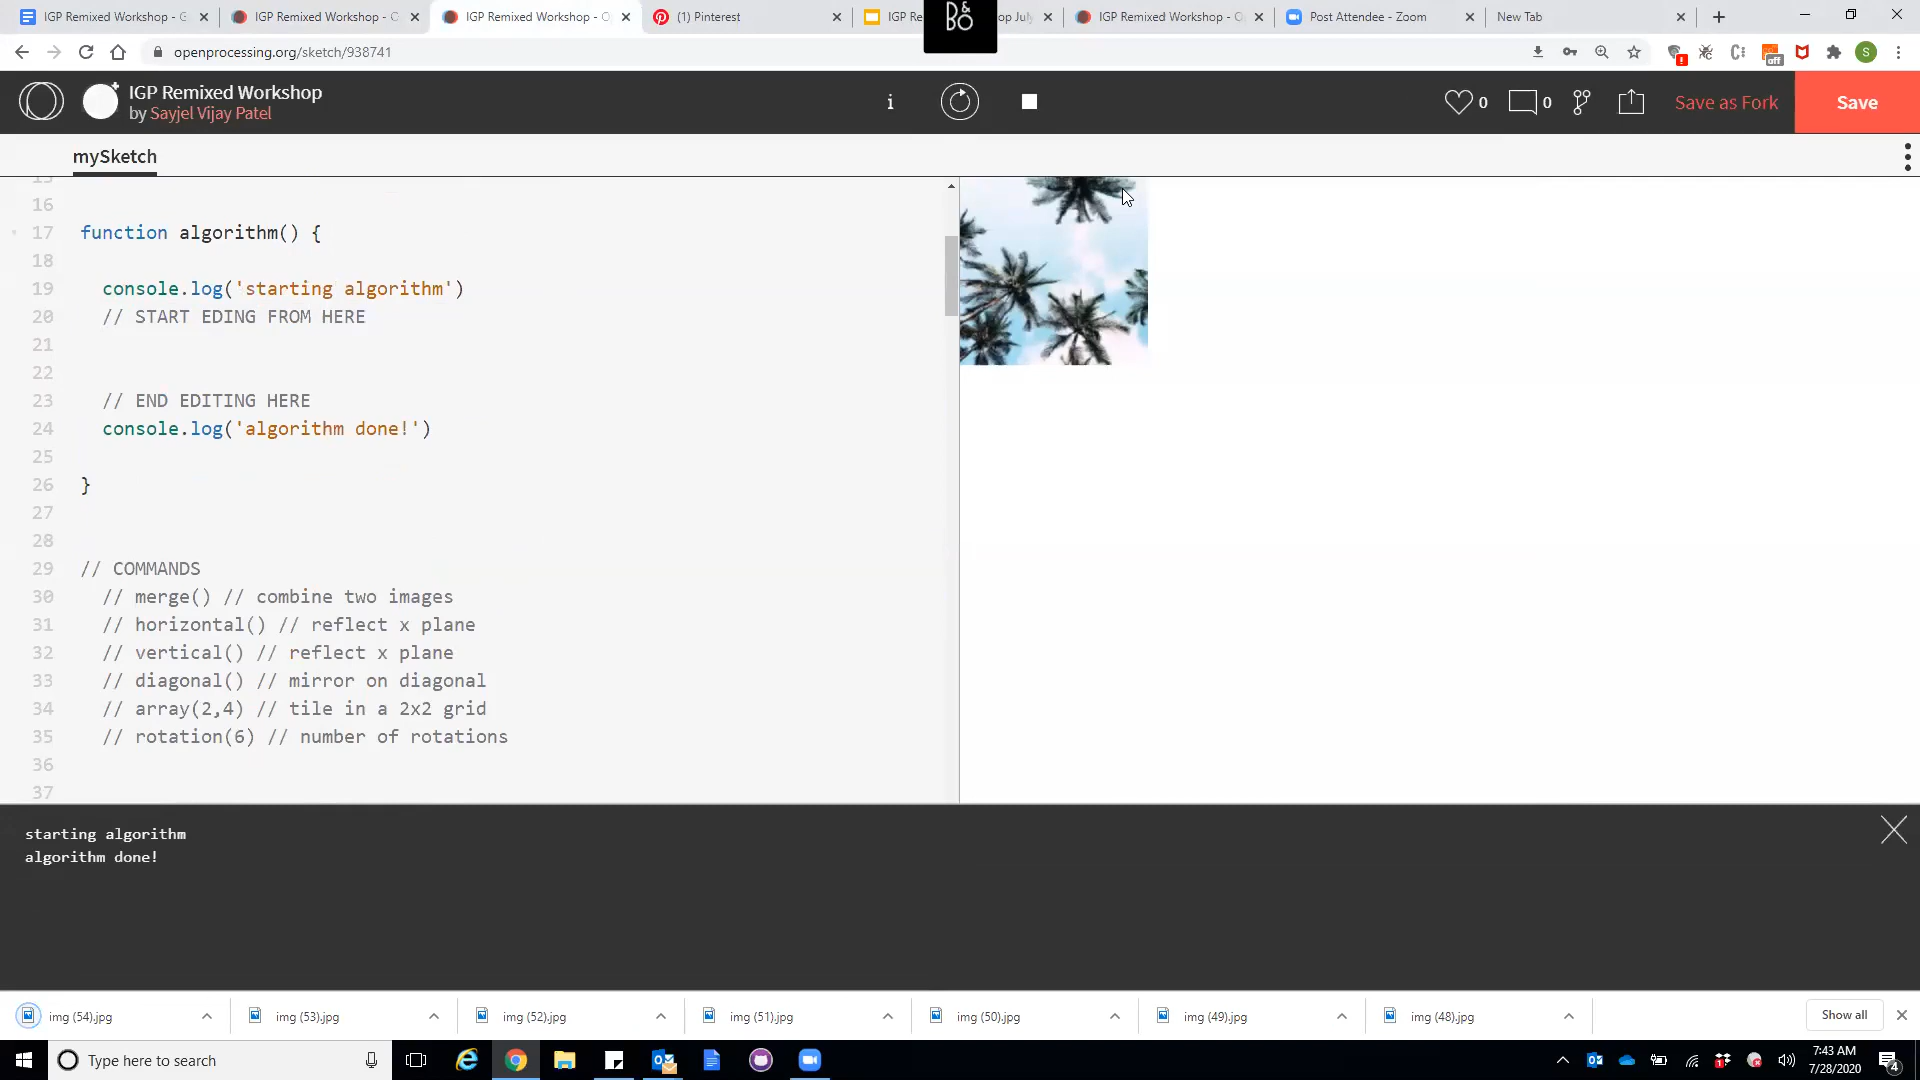 IGP Remixed Workshop - G
IGP Remixed Workshop - C
IGP Remixed Workshop - O
(1) Pinterest
IGP Re
op July
IGP Remixed Workshop - O
Post Attendee - Zoom
New Tab
B&
BO
openprocessing.org/sketch/938741
off
S
IGP Remixed Workshop
by Sayjel Vijay Patel
i
0
0
Save as Fork
Save
mySketch
15
16
17 function algorithm() {
18
19 console.log('starting algorithm')
20 // START EDING FROM HERE
21
22
23 // END EDITING HERE
24 console.log('algorithm done!')
25
26 }
27
28
29 // COMMANDS
30 // merge() // combine two images
31 // horizontal() // reflect x plane
32 // vertical() // reflect x plane
33 // diagonal() // mirror on diagonal
34 // array(2,4) // tile in a 2x2 grid
35 // rotation(6) // number of rotations
36
37
starting algorithm
algorithm done!
img (54).jpg
img (53).jpg
img (52).jpg
img (51).jpg
img (50).jpg
img (49).jpg
img (48).jpg
Show all
Type here to search
7:43 AM
7/28/2020
4